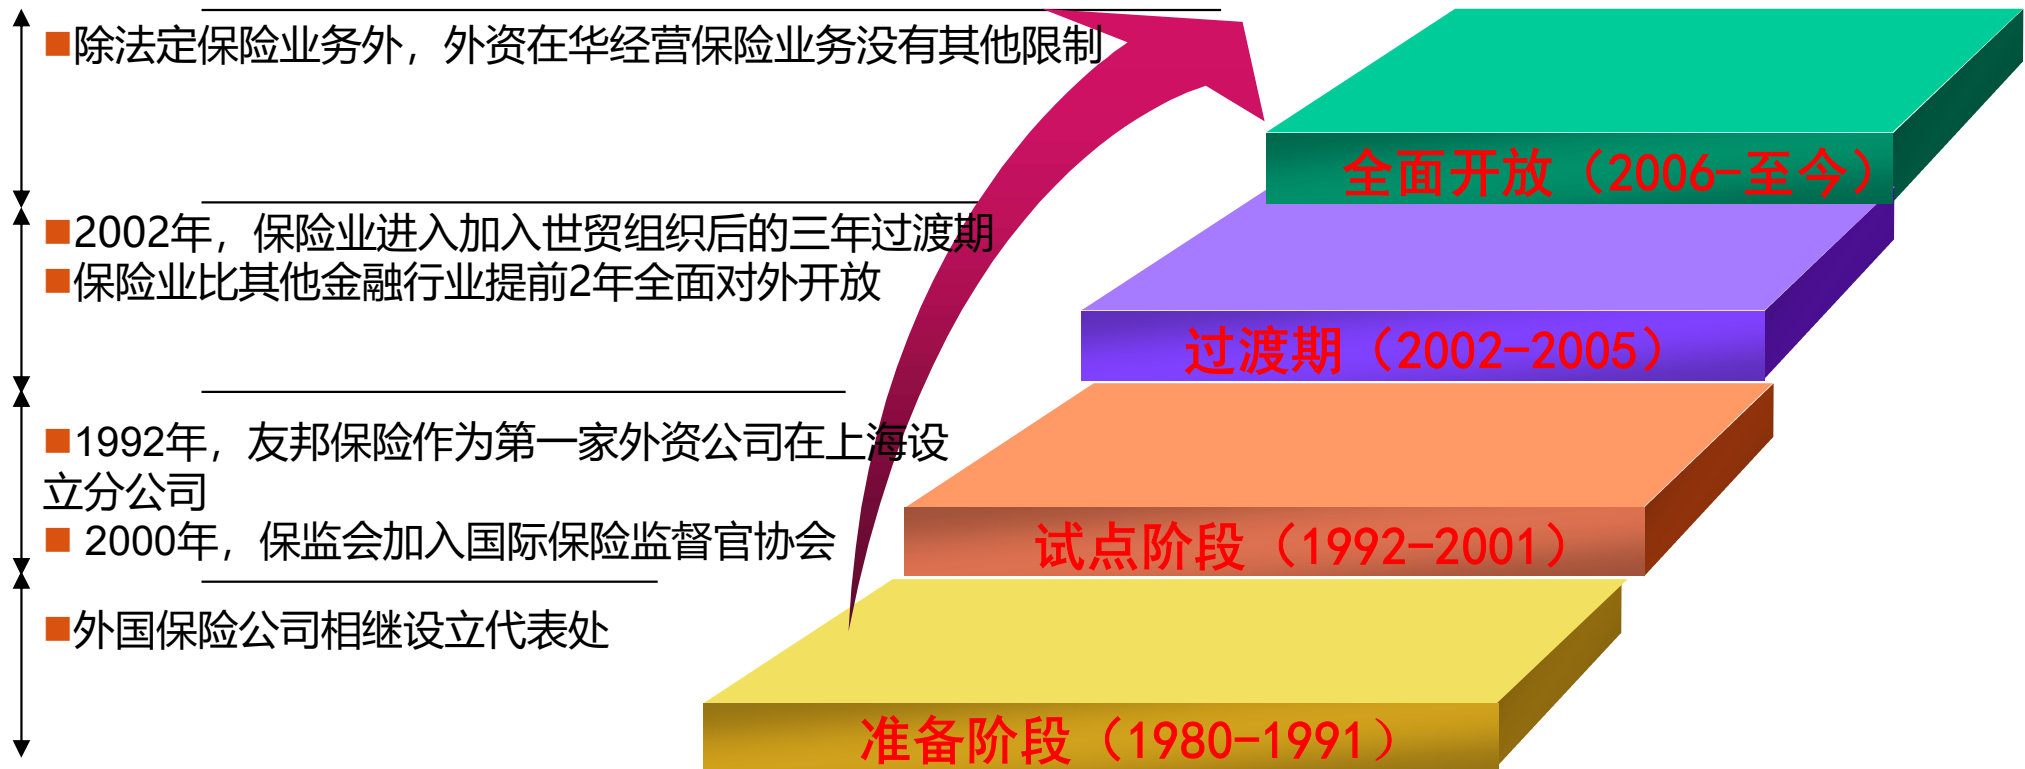 ■除法定保险业务外，外资在华经营保险业务没有其他限制
全面开放（2006-至今）
■2002年，保险业进入加入世贸组织后的三年过渡期
■保险业比其他金融行业提前2年全面对外开放
过渡期（2002-2005）
■1992年，友邦保险作为第一家外资公司在上海设
立分公司
■ 2000年，保监会加入国际保险监督官协会
试点阶段（1992-2001）
■外国保险公司相继设立代表处
准备阶段（1980-1991）